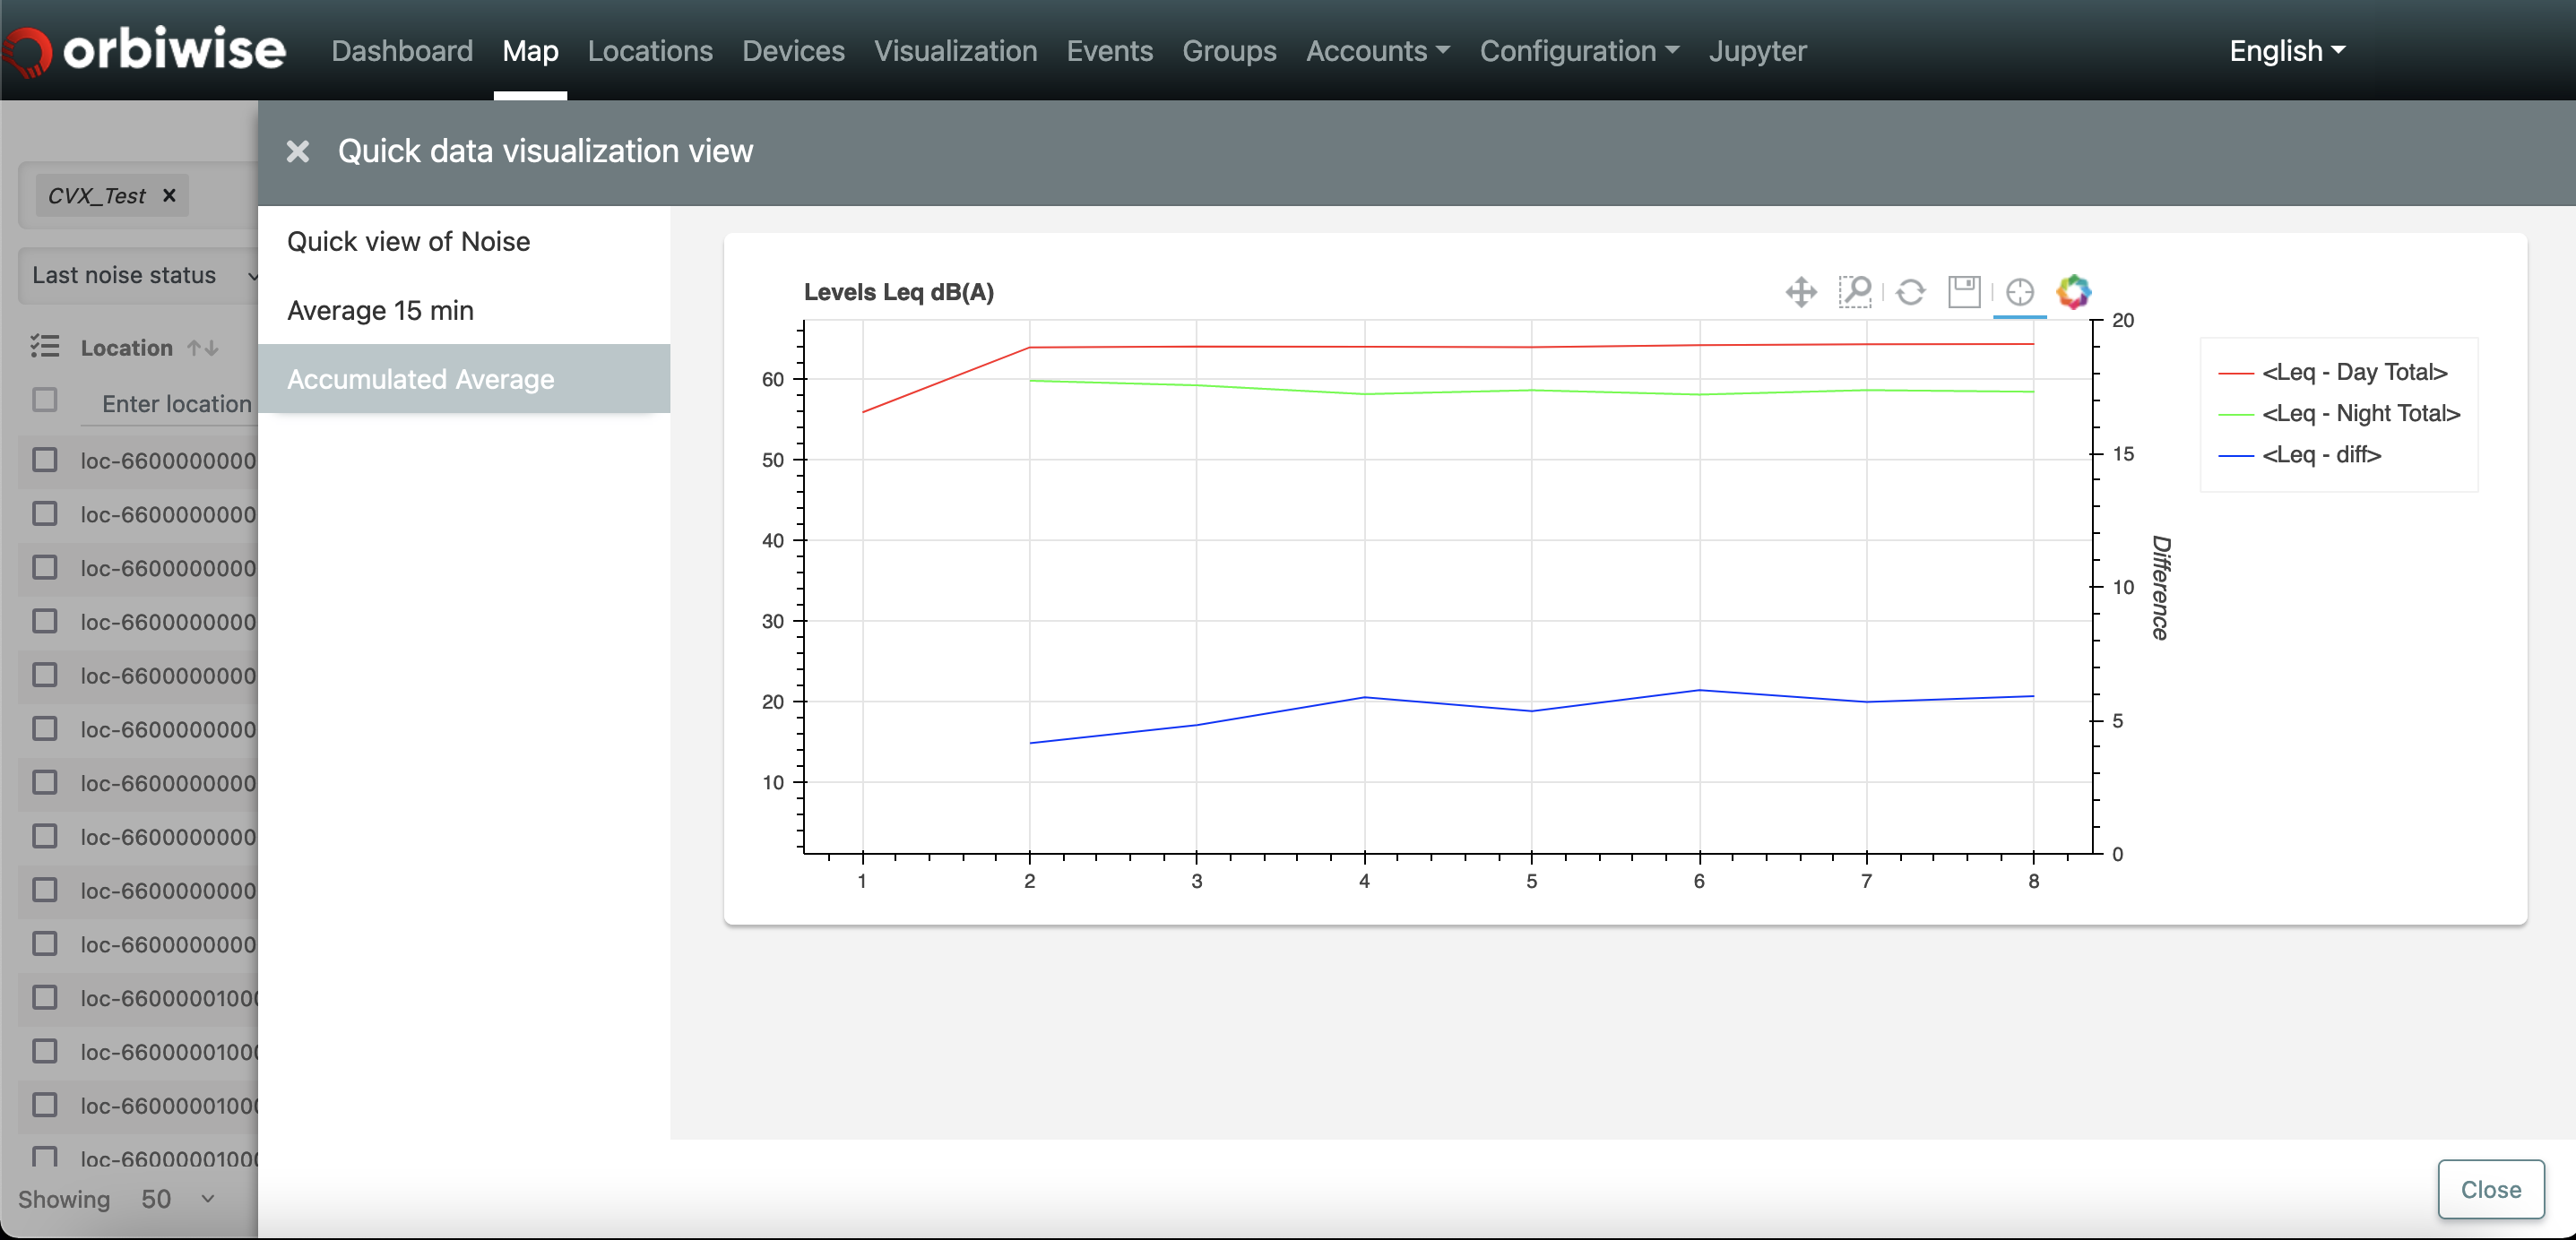 orbiwise Dashboard Map Locations Devices Visualization Events Groups Accounts Configuration Jupyter English
Quick data visualization view
CVX_Test
Last noise status
Location
Enter location
loc-6600000000
loc-6600000000
loc-6600000000
loc-6600000000
loc-6600000000
loc-6600000000
loc-6600000000
loc-6600000000
loc-6600000000
loc-6600000000
loc-660000010
loc-660000010
loc-660000010
loc-660000010
Showing 50
Quick view of Noise
Average 15 min
Accumulated Average
Levels Leq dB(A)
60
50
40
30
20
10
1 2 3 4 5 6 7 8
20
15
10
5
0
Difference
<Leq - Day Total>
<Leq - Night Total>
<Leq - diff>
Close